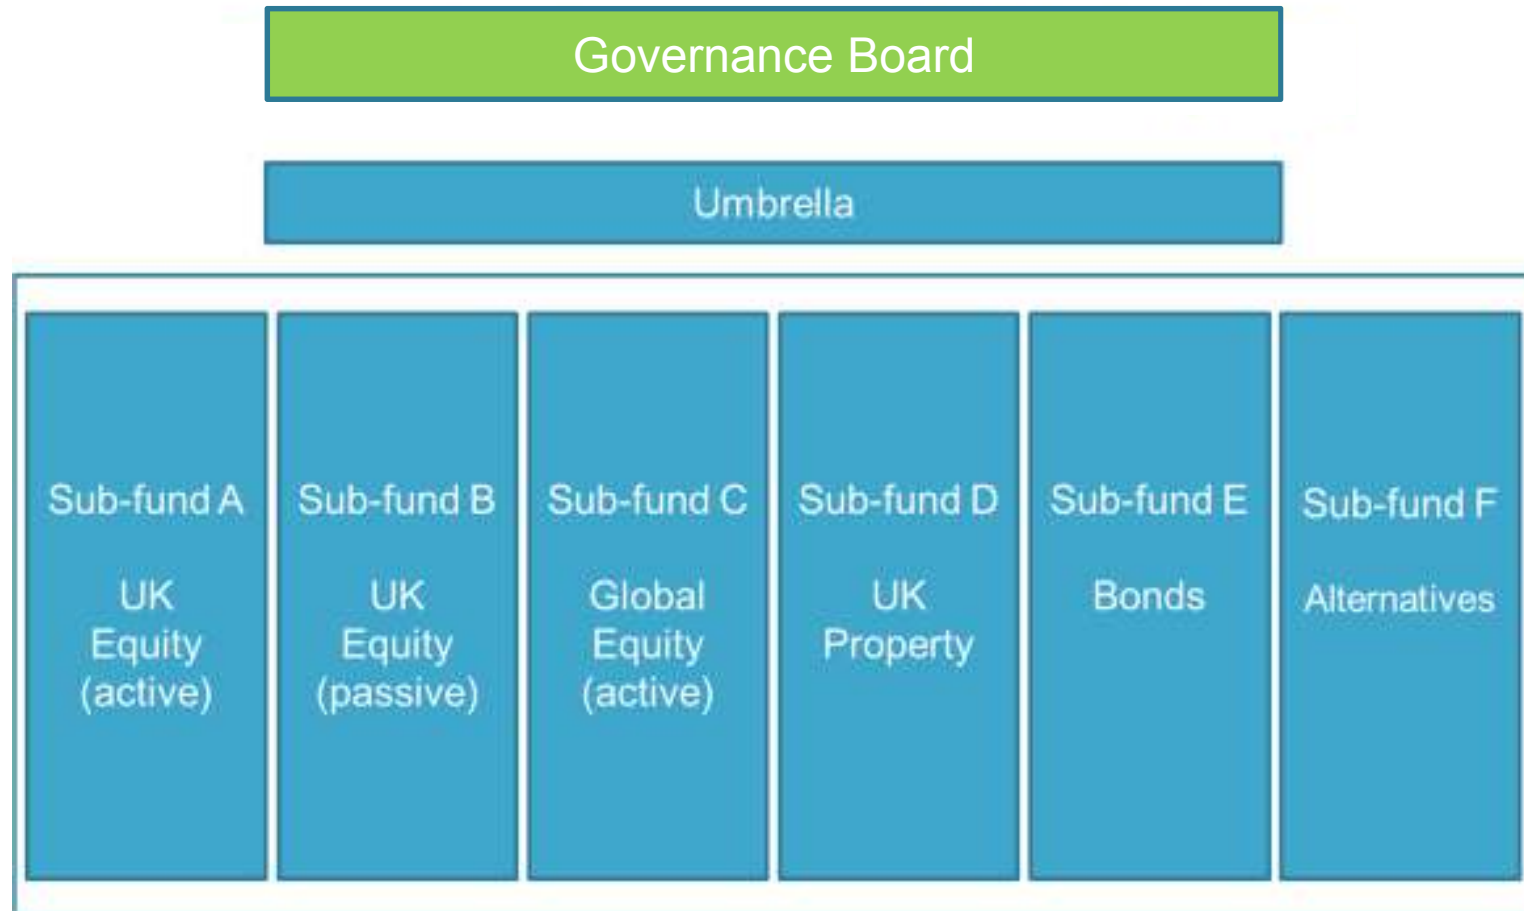 Governance Board
Umbrella
Sub-fund A
UK
Equity
(active)
Sub-fund B
UK
Equity
(passive)
Sub-fund C
Global
Equity
(active)
Sub-fund D
UK
Property
Sub-fund E
Bonds
Sub-fund F
Alternatives